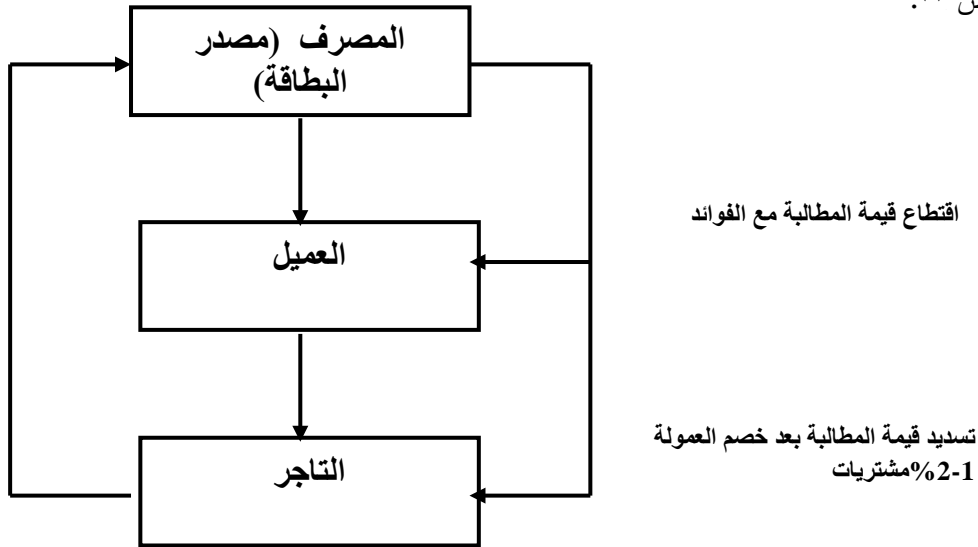 المصرف (مصدر
البطاقة)
اقتطاع قيمة المطالبة مع الفوائد
العميل
تسديد قيمة المطالبة بعد خصم العمولة
1-2%مشتريات
التاجر